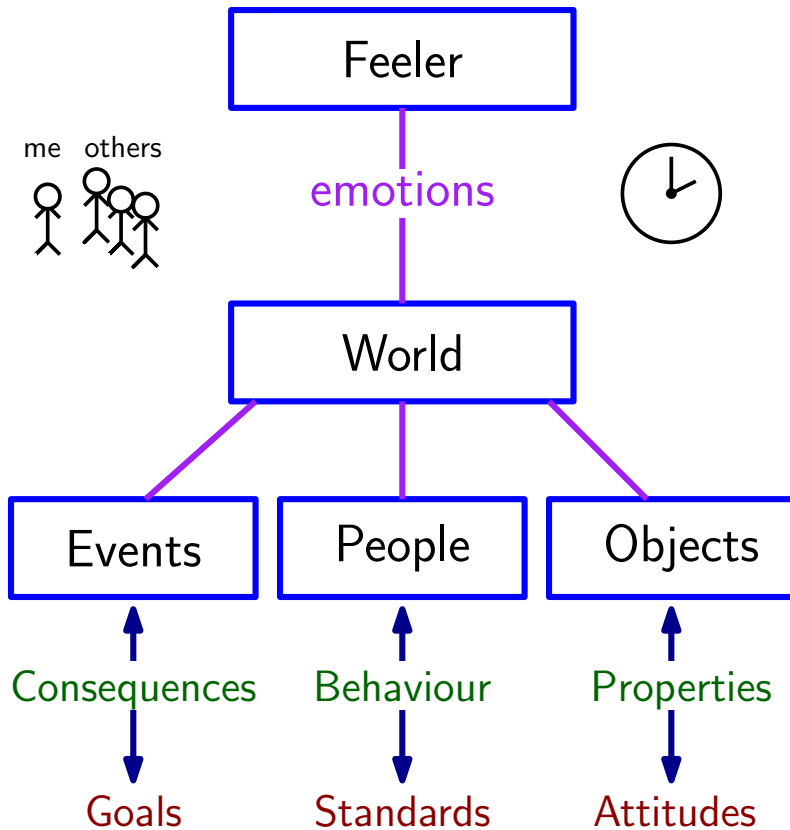 Feeler
me others
emotions
World
Events People Objects
Consequences Behaviour Properties
Goals Standards Attitudes